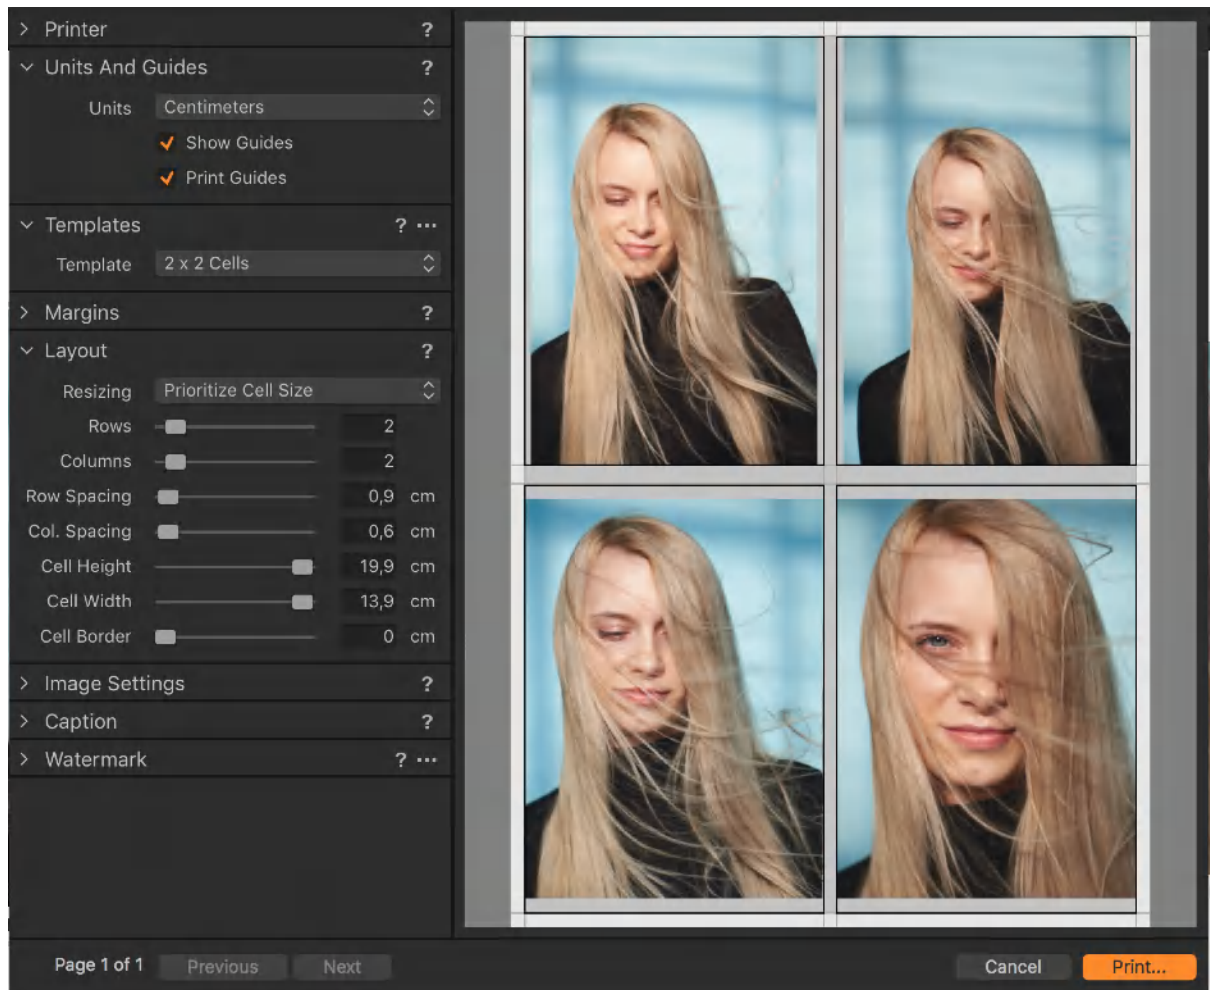 Printer ?
Units And Guides ?
Units Centimeters
Show Guides
Print Guides
Templates ? ...
Template 2 x 2 Cells
Margins ?
Layout ?
Resizing Prioritize Cell Size
Rows 2
Columns 2
Row Spacing 0,9 cm
Col. Spacing 0,6 cm
Cell Height 19,9 cm
Cell Width 13,9 cm
Cell Border 0 cm
Image Settings ?
Caption ?
Watermark ? ...
Page 1 of 1 Previous Next Cancel Print...